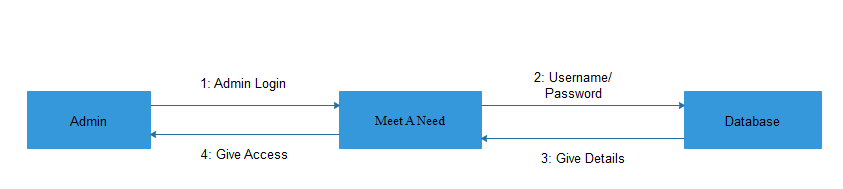 1: Admin Login
2: Username/
Password
Admin
Meet A Need
Database
4: Give Access
3: Give Details